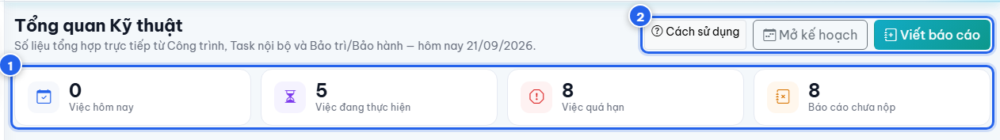 Tổng quan Kỹ thuật
Số liệu tổng hợp trực tiếp từ Công trình, Task nội bộ và Bảo trì/Bảo hành — hôm nay 21/09/2026.
2
Cách sử dụng
Mở kế hoạch
Viết báo cáo
1
0
Việc hôm nay
5
Việc đang thực hiện
8
Việc quá hạn
8
Báo cáo chưa nộp